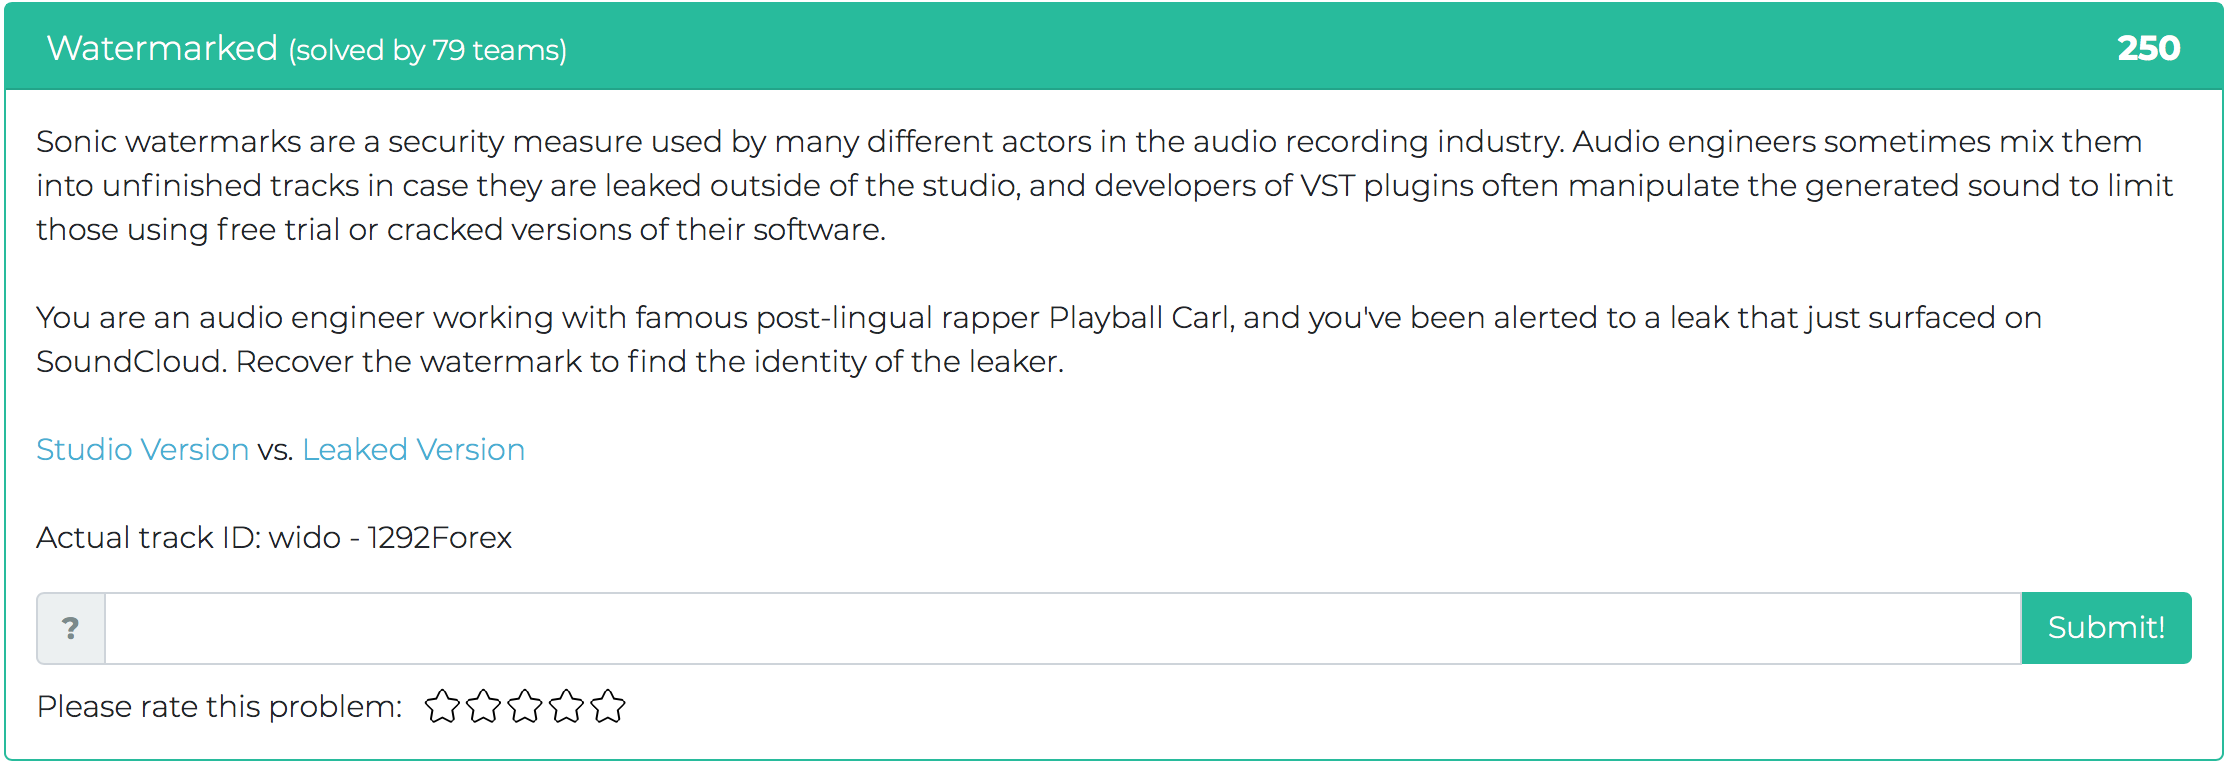 Watermarked (solved by 79 teams) 250
Sonic watermarks are a security measure used by many different actors in the audio recording industry. Audio engineers sometimes mix them
into unfinished tracks in case they are leaked outside of the studio, and developers of VST plugins often manipulate the generated sound to limit
those using free trial or cracked versions of their software.
You are an audio engineer working with famous post-lingual rapper Playball Carl, and you've been alerted to a leak that just surfaced on
SoundCloud. Recover the watermark to find the identity of the leaker.
Studio Version vs. Leaked Version
Actual track ID: wido - 1292Forex
? Submit!
Please rate this problem: